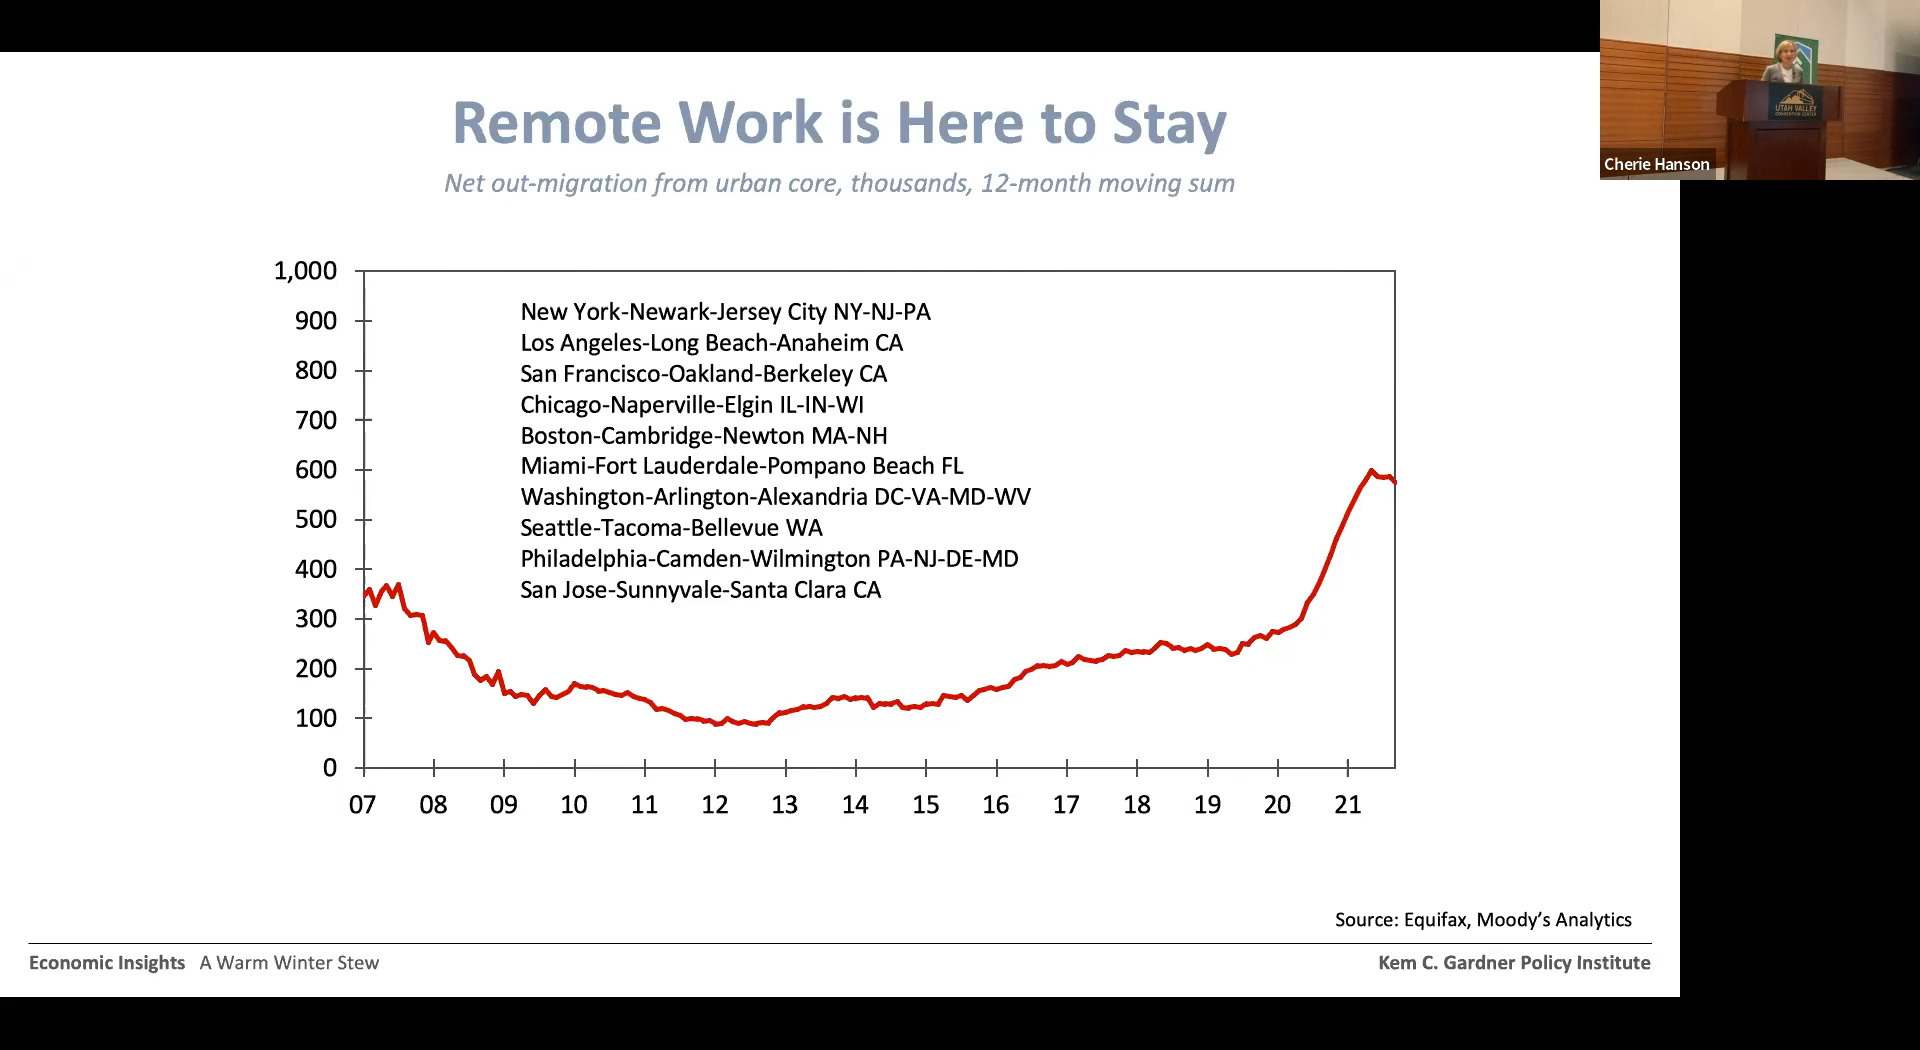 Remote Work is Here to Stay
Net out-migration from urban core, thousands, 12-month moving sum
1,000
900
800
700
600
500
400
300
200
100
0
New York-Newark-Jersey City NY-NJ-PA
Los Angeles-Long Beach-Anaheim CA
San Francisco-Oakland-Berkeley CA
Chicago-Naperville-Elgin IL-IN-WI
Boston-Cambridge-Newton MA-NH
Miami-Fort Lauderdale-Pompano Beach FL
Washington-Arlington-Alexandria DC-VA-MD-WV
Seattle-Tacoma-Bellevue WA
Philadelphia-Camden-Wilmington PA-NJ-DE-MD
San Jose-Sunnyvale-Santa Clara CA
07 08 09 10 11 12 13 14 15 16 17 18 19 20 21
Source: Equifax, Moody's Analytics
Economic Insights A Warm Winter Stew
Kem C. Gardner Policy Institute
UTAH VALLEY
CONVENTION CENTER
Cherie Hanson